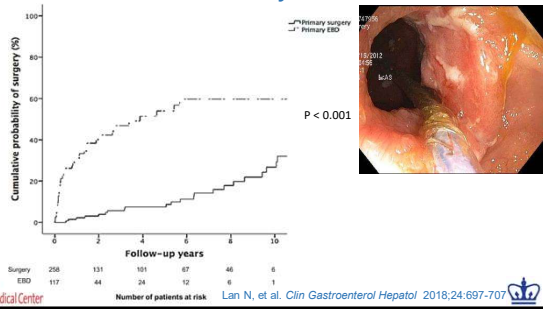 Cumulative probability of surgery (%)
100
80
60
40
20
0
Primary surgery
Primary EBD
P < 0.001
0 2 4 6 8 10
Follow-up years
Surgery 258 131 101 67 46 6
EBD 117 44 24 12 6 1
Number of patients at risk
dical Center
Lan N, et al. Clin Gastroenterol Hepatol 2018;24:697-707